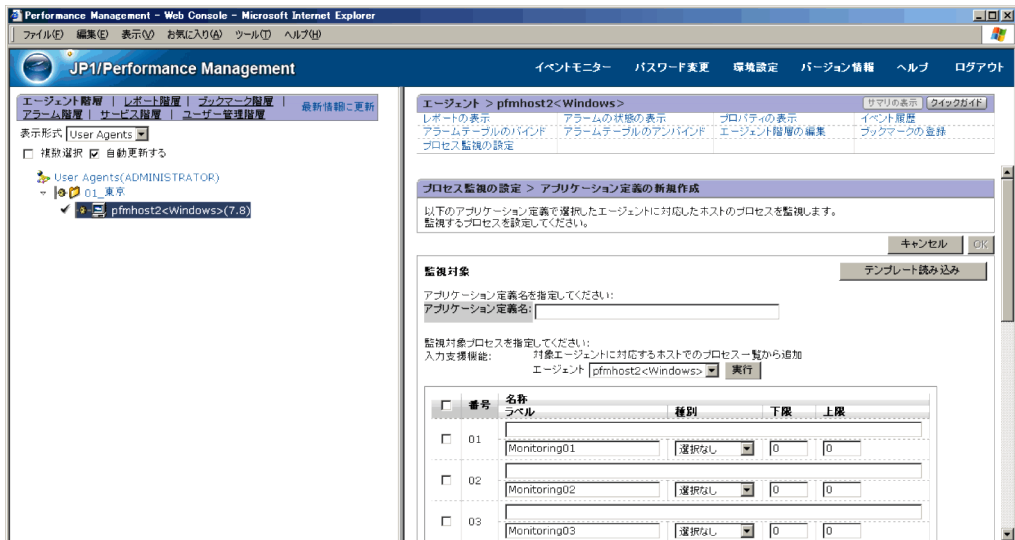 Performance Management - Web Console - Microsoft Internet Explorer
ファイル(F) 編集(E) 表示(V) お気に入り(A) ツール(T) ヘルプ(H)
JP1/Performance Management
イベントモニター パスワード変更 環境設定 バージョン情報 ヘルプ ログアウト
エージェント階層 | レポート階層 | ブックマーク階層 |
アラーム階層 | サービス階層 | ユーザー管理階層
最新情報に更新
表示形式 User Agents
複数選択 自動更新する
User Agents(ADMINISTRATOR)
01_東京
pfmhost2<Windows>(7.8)
エージェント > pfmhost2<Windows>
サマリの表示 クイックガイド
レポートの表示 アラームの状態の表示 プロパティの表示 イベント履歴
アラームテーブルのバインド アラームテーブルのアンバインド エージェント階層の編集 ブックマークの登録
プロセス監視の設定
プロセス監視の設定 > アプリケーション定義の新規作成
以下のアプリケーション定義で選択したエージェントに対応したホストのプロセスを監視します。
監視するプロセスを設定してください。
キャンセル OK
監視対象 テンプレート読み込み
アプリケーション定義名を指定してください:
アプリケーション定義名:
監視対象プロセスを指定してください:
入力支援機能: 対象エージェントに対応するホストでのプロセス一覧から追加
エージェント pfmhost2<Windows> 実行
番号 名称
ラベル 種別 下限 上限
01
Monitoring01 選択なし 0 0
02
Monitoring02 選択なし 0 0
03
Monitoring03 選択なし 0 0